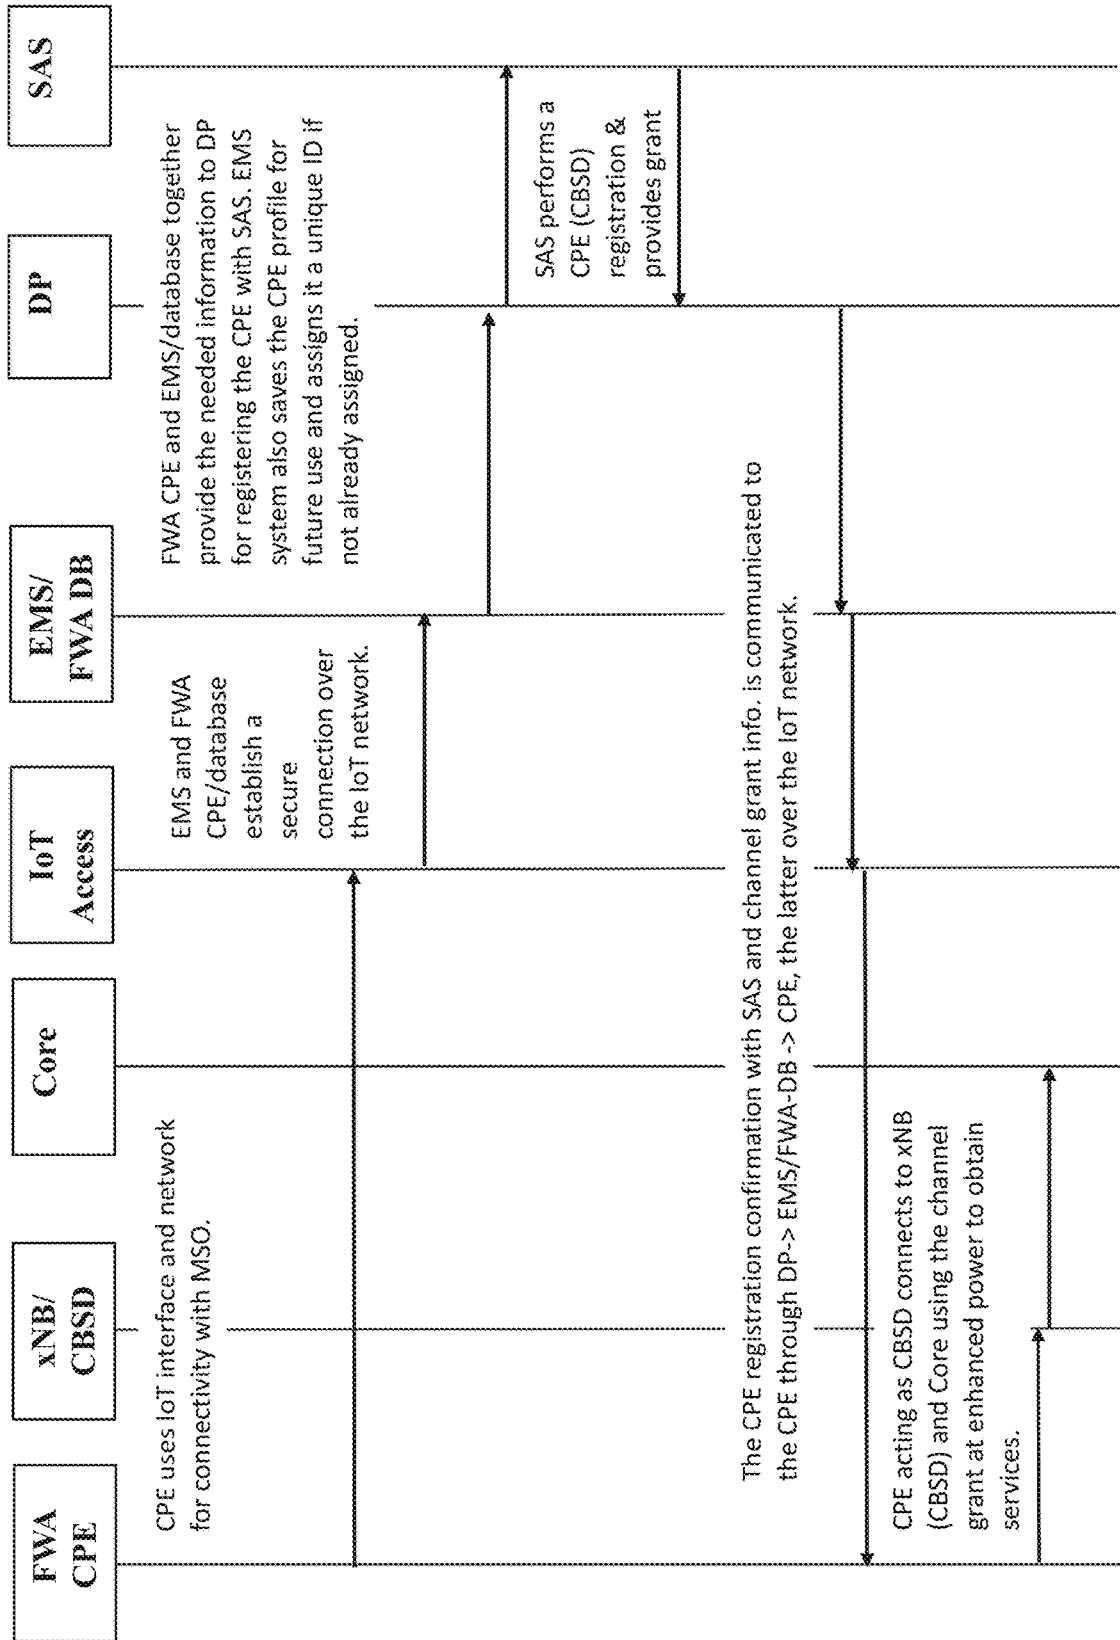 FWA
CPE
xNB/
CBSD
Core
IoT
Access
EMS/
FWA DB
DP
SAS
CPE uses IoT interface and network
for connectivity with MSO.
EMS and FWA
CPE/database
establish a
secure
connection over
the IoT network.
FWA CPE and EMS/database together
provide the needed information to DP
for registering the CPE with SAS. EMS
system also saves the CPE profile for
future use and assigns it a unique ID if
not already assigned.
SAS performs a
CPE (CBSD)
registration &
provides grant
The CPE registration confirmation with SAS and channel grant info. is communicated to
the CPE through DP-> EMS/FWA-DB -> CPE, the latter over the IoT network.
CPE acting as CBSD connects to xNB
(CBSD) and Core using the channel
grant at enhanced power to obtain
services.